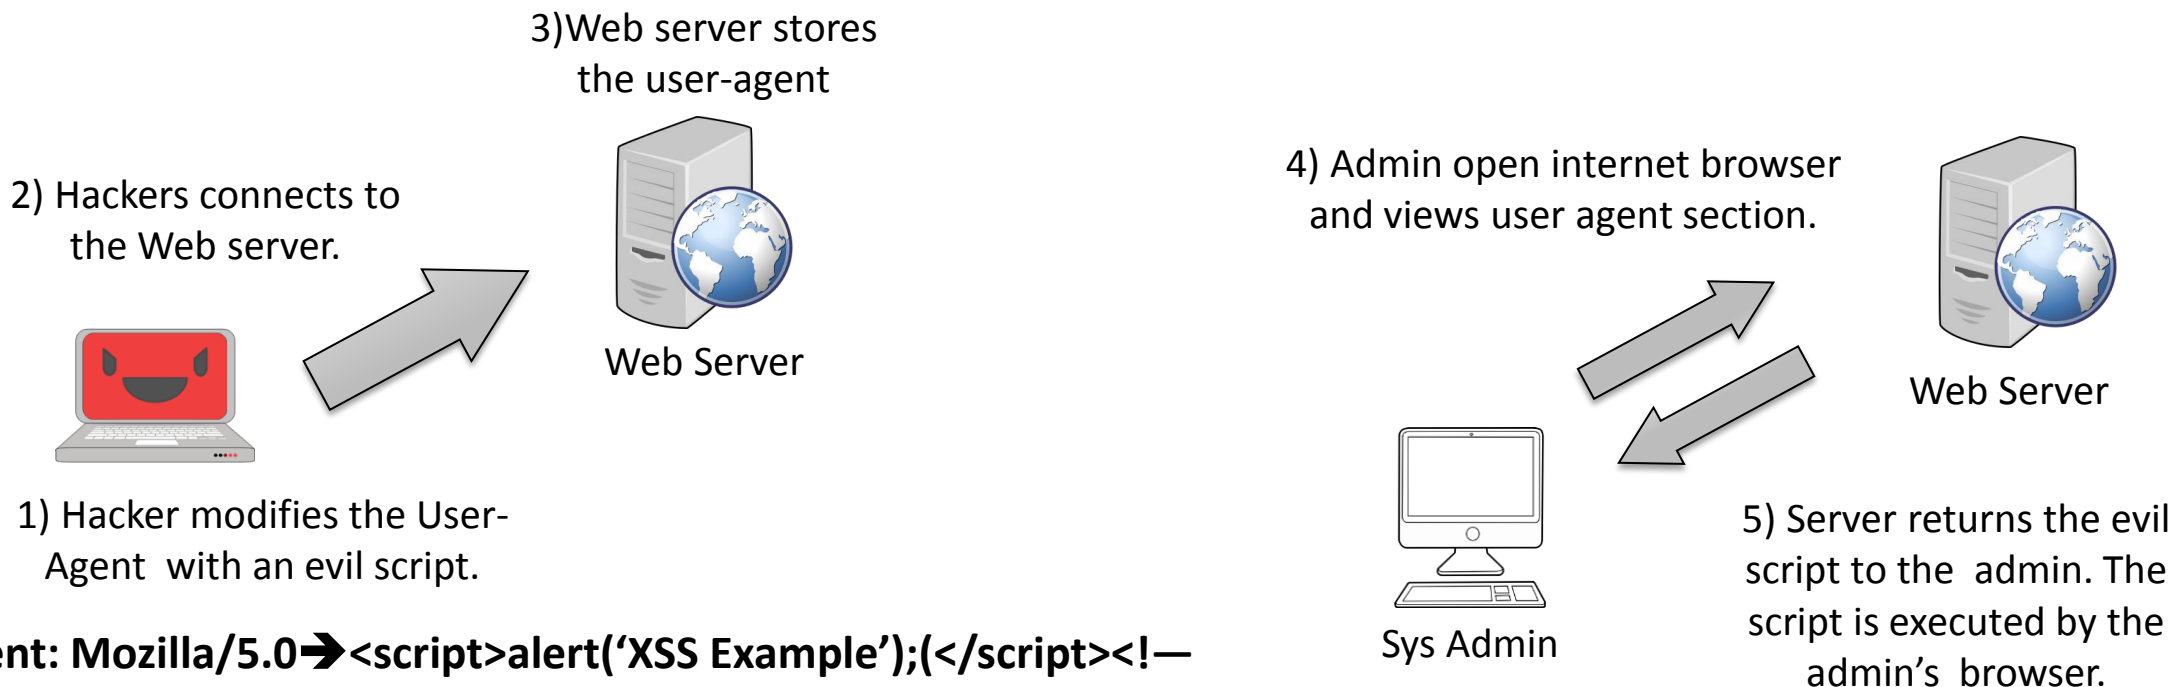 3)Web server stores
the user-agent
2) Hackers connects to
the Web server.
Web Server
1) Hacker modifies the User-
Agent with an evil script.
ent: Mozilla/5.0🡺<script>alert(‘XSS Example’);(</script><!—
4) Admin open internet browser
and views user agent section.
Web Server
Sys Admin
5) Server returns the evil
script to the admin. The
script is executed by the
admin’s browser.